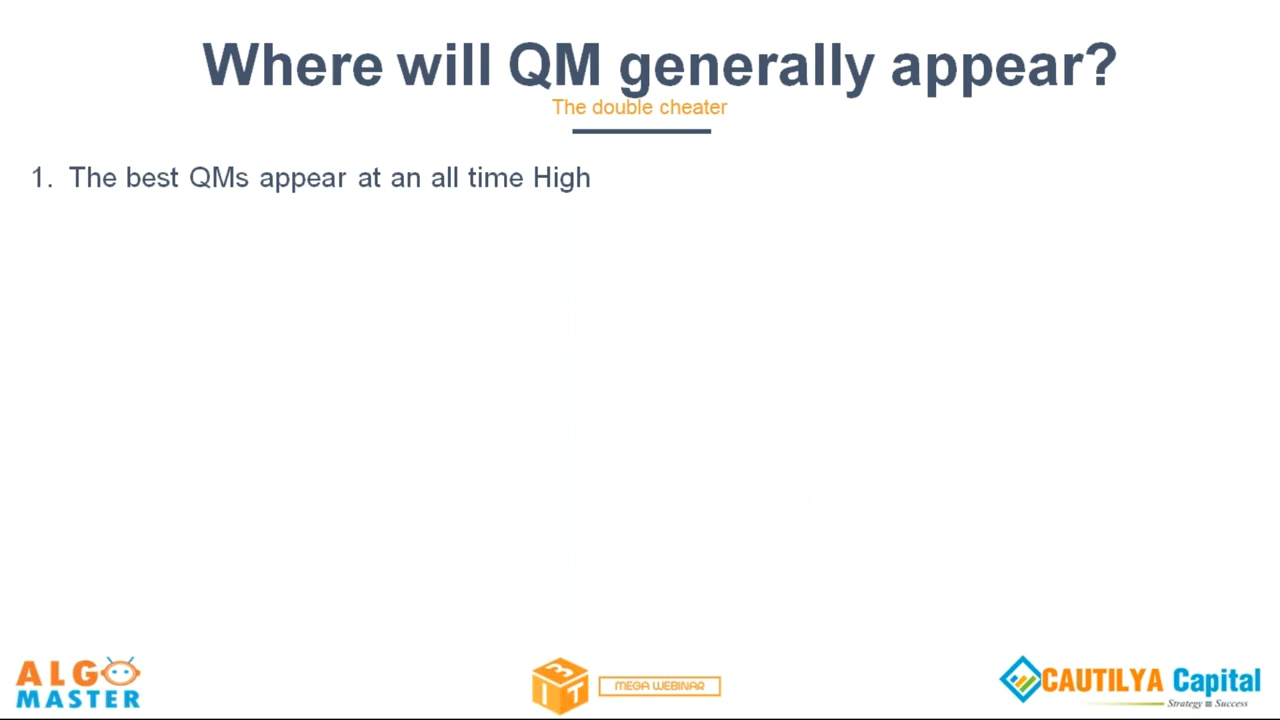 Where will QM generally appear?
The double cheater
1. The best QMs appear at an all time High
ALGO
MASTER
BIT
MEGA WEBINAR
CAUTILYA Capital
Strategy Success